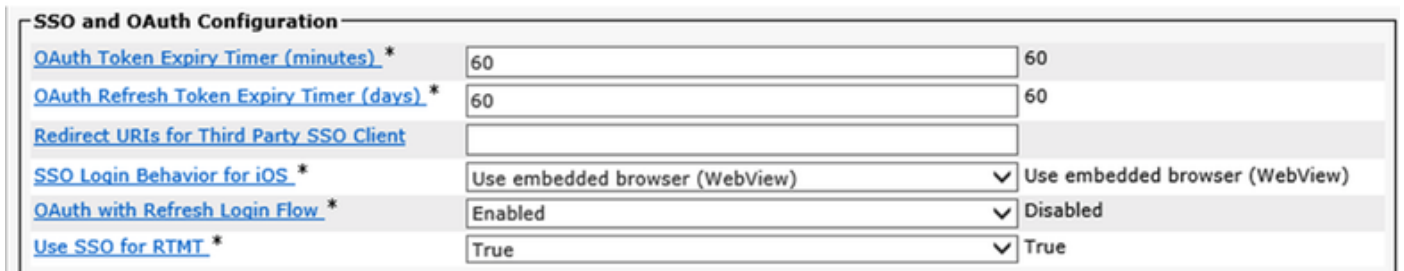 SSO and OAuth Configuration
OAuth Token Expiry Timer (minutes) * 60 60
OAuth Refresh Token Expiry Timer (days) * 60 60
Redirect URIs for Third Party SSO Client
SSO Login Behavior for iOS * Use embedded browser (WebView) Use embedded browser (WebView)
OAuth with Refresh Login Flow * Enabled Disabled
Use SSO for RTMT * True True